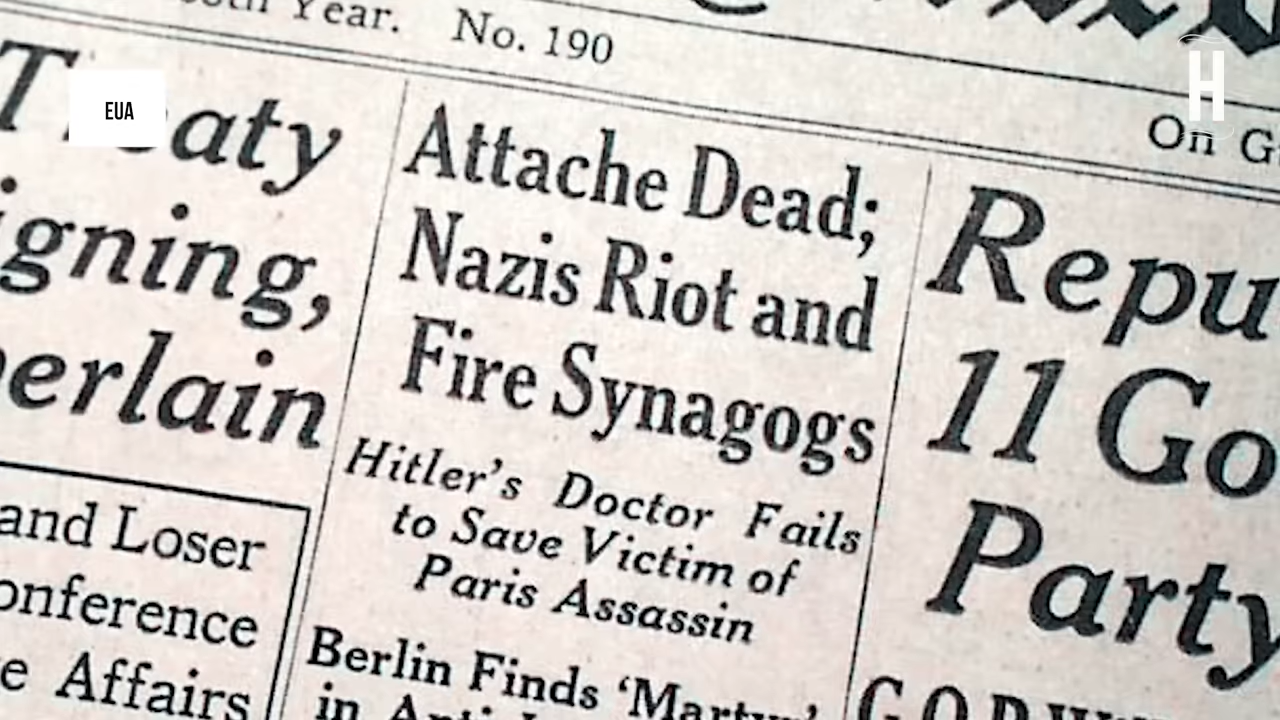 Year. No. 190
EUA
H
On
aty
igning,
erlain
and Loser
onference
e Affairs
Attache Dead;
Nazis Riot and
Fire Synagogs
Hitler's Doctor Fails
to Save Victim of
Paris Assassin
Berlin Finds 'Martyr'
in
Repu
11 Go
Party